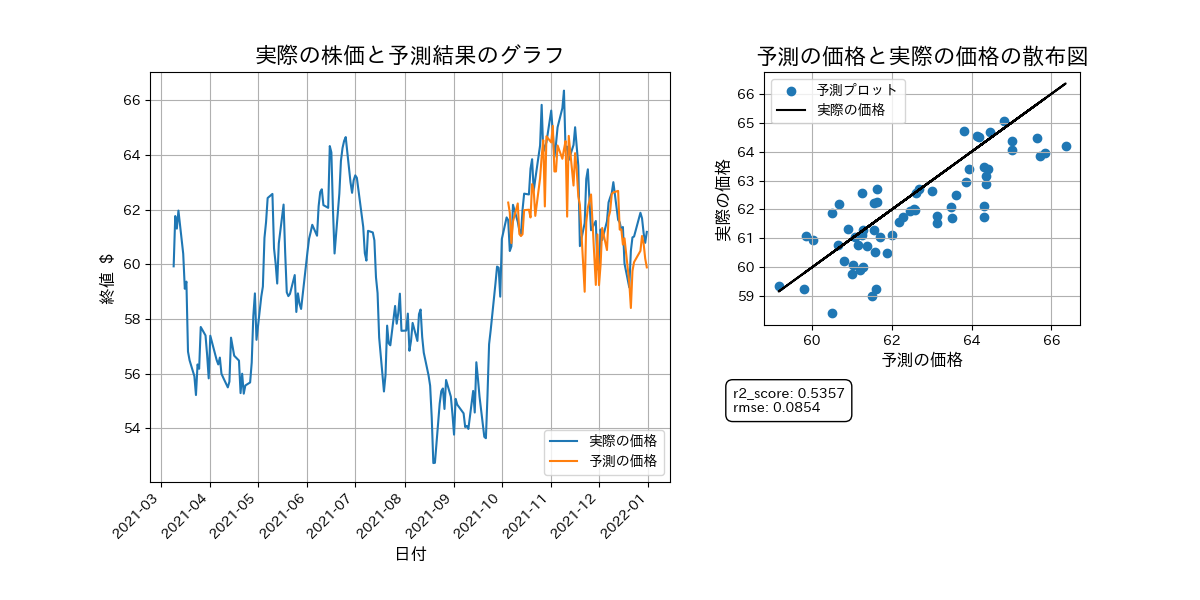 実際の株価と予測結果のグラフ
66
64
62
60
58
56
54
終値 $
2021-03
2021-04
2021-05
2021-06
2021-07
2021-08
2021-09
2021-10
2021-11
2021-12
2022-01
日付
実際の価格
予測の価格
予測の価格と実際の価格の散布図
予測プロット
実際の価格
66
65
64
63
62
61
60
59
実際の価格
60
62
64
66
予測の価格
r2_score: 0.5357
rmse: 0.0854